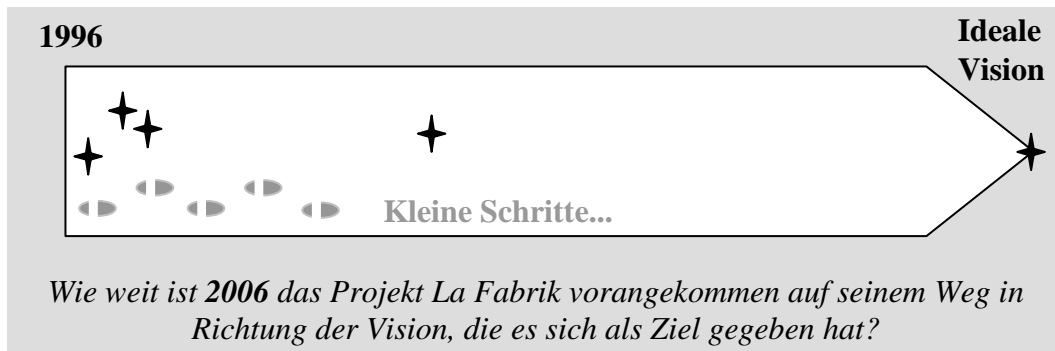 1996
Ideale
Vision
Kleine Schritte...
Wie weit ist 2006 das Projekt La Fabrik vorangekommen auf seinem Weg in
Richtung der Vision, die es sich als Ziel gegeben hat?